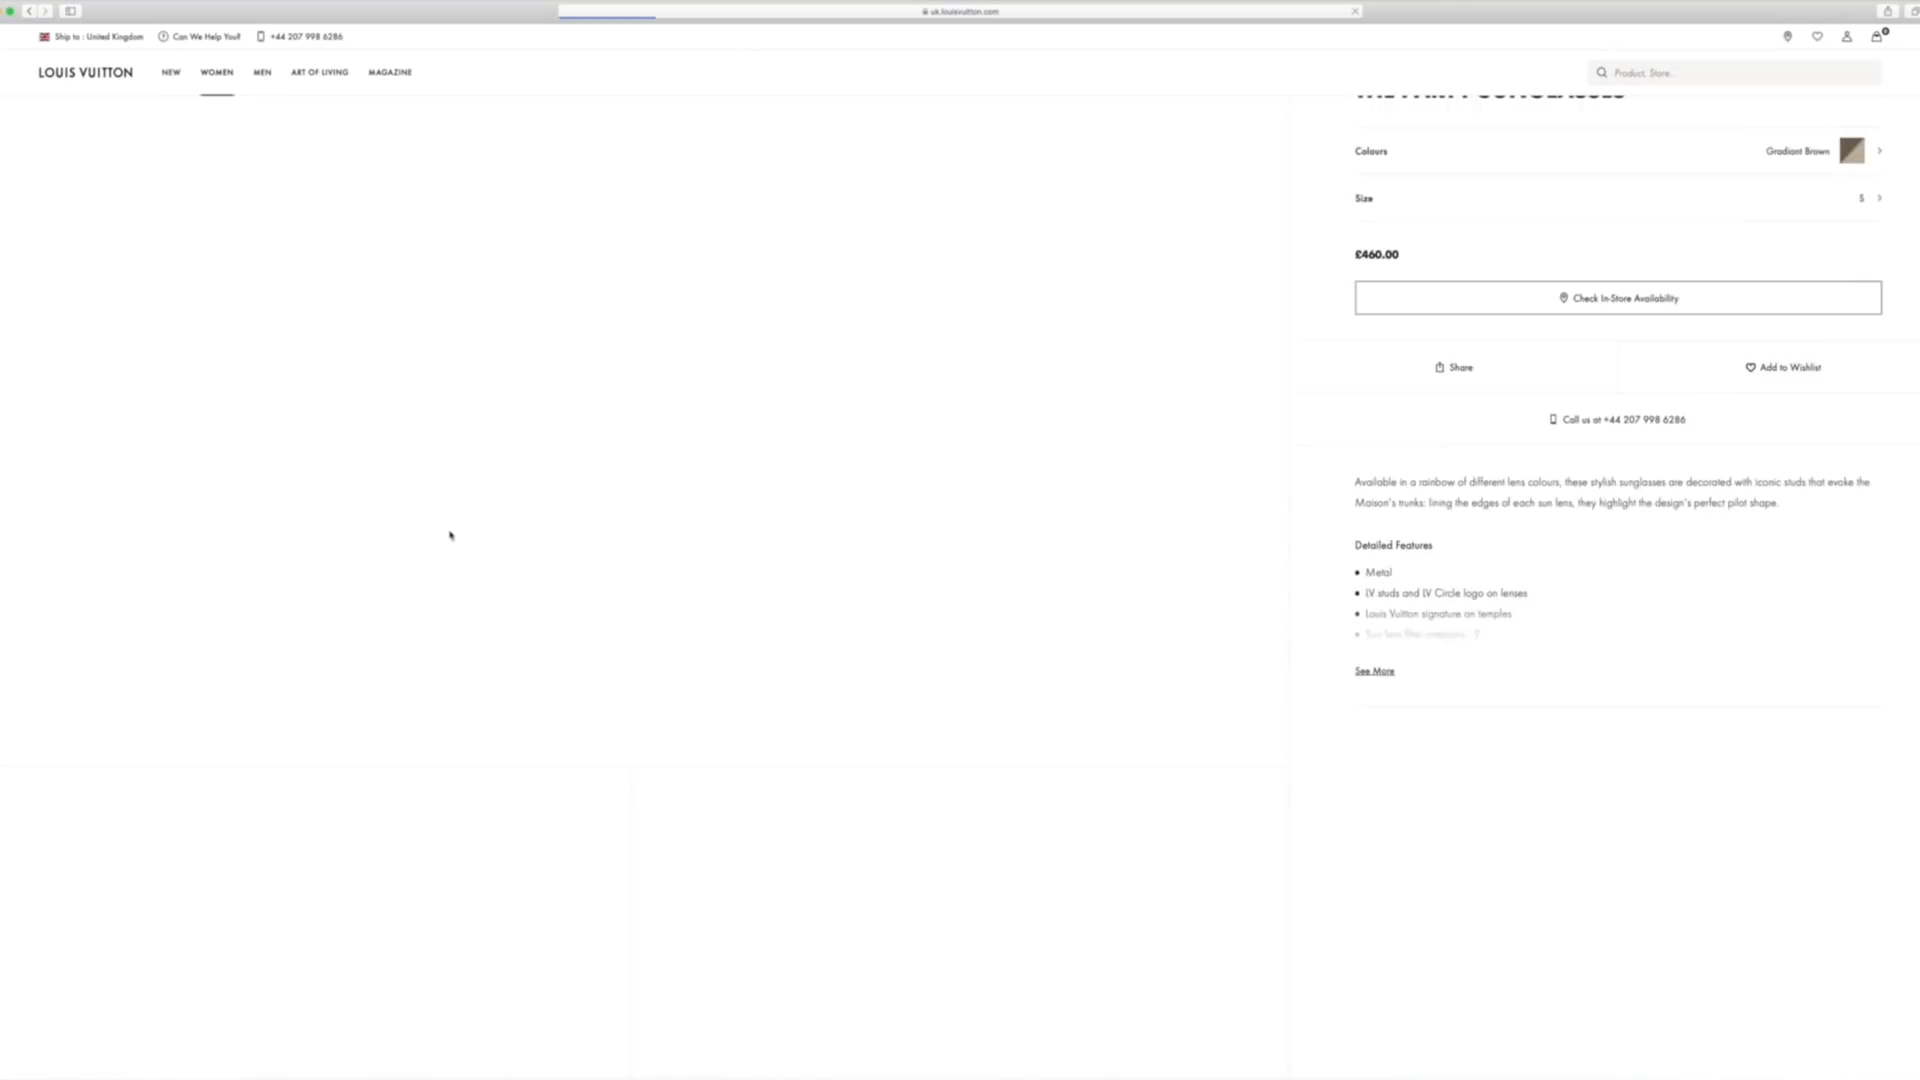 uk.louisvuitton.com
Ship to : United Kingdom
Can We Help You?
+44 207 998 6286
0
LOUIS VUITTON
NEW
WOMEN
MEN
ART OF LIVING
MAGAZINE
Product, Store...
Colours
Gradiant Brown
Size
S
£460.00
Check In-Store Availability
Share
Add to Wishlist
Call us at +44 207 998 6286
Available in a rainbow of different lens colours, these stylish sunglasses are decorated with iconic studs that evoke the
Maison's trunks: lining the edges of each sun lens, they highlight the design's perfect pilot shape.
Detailed Features
• Metal
• LV studs and LV Circle logo on lenses
• Louis Vuitton signature on temples
See More